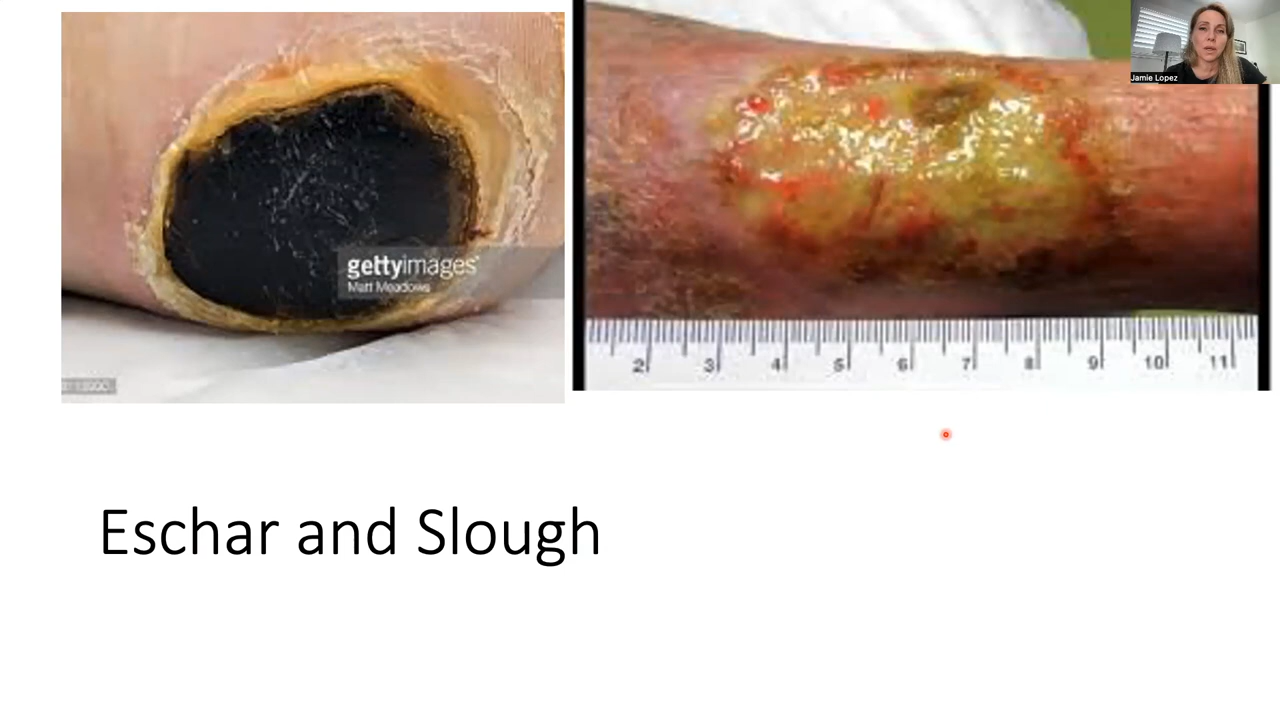 gettyimages
Matt Meadows
Jamie Lopez
2 3 4 5 6 7 8 9 10 11
Eschar and Slough